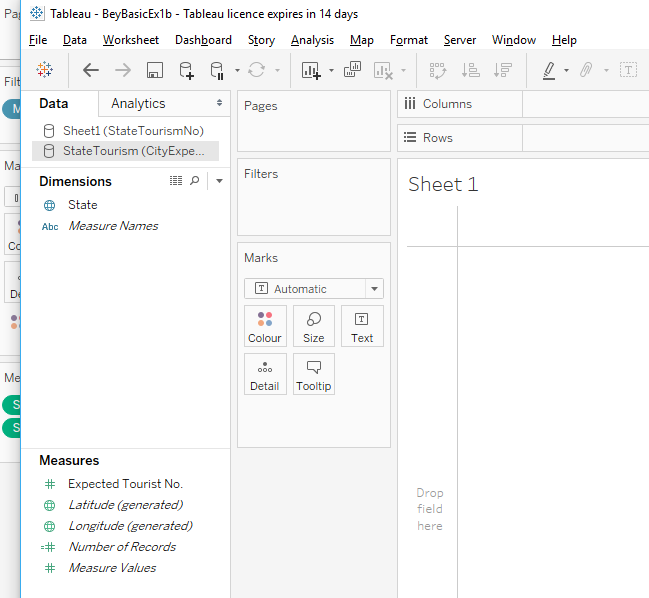 Tableau - BeyBasicEx1b - Tableau licence expires in 14 days
File Data Worksheet Dashboard Story Analysis Map Format Server Window Help
Data Analytics
Sheet1 (StateTourismNo)
StateTourism (CityExpe...
Dimensions
State
Abc Measure Names
Measures
Expected Tourist No.
Latitude (generated)
Longitude (generated)
Number of Records
Measure Values
Pages
Filters
Marks
Automatic
Colour Size Text
Detail Tooltip
Columns
Rows
Sheet 1
Drop
field
here